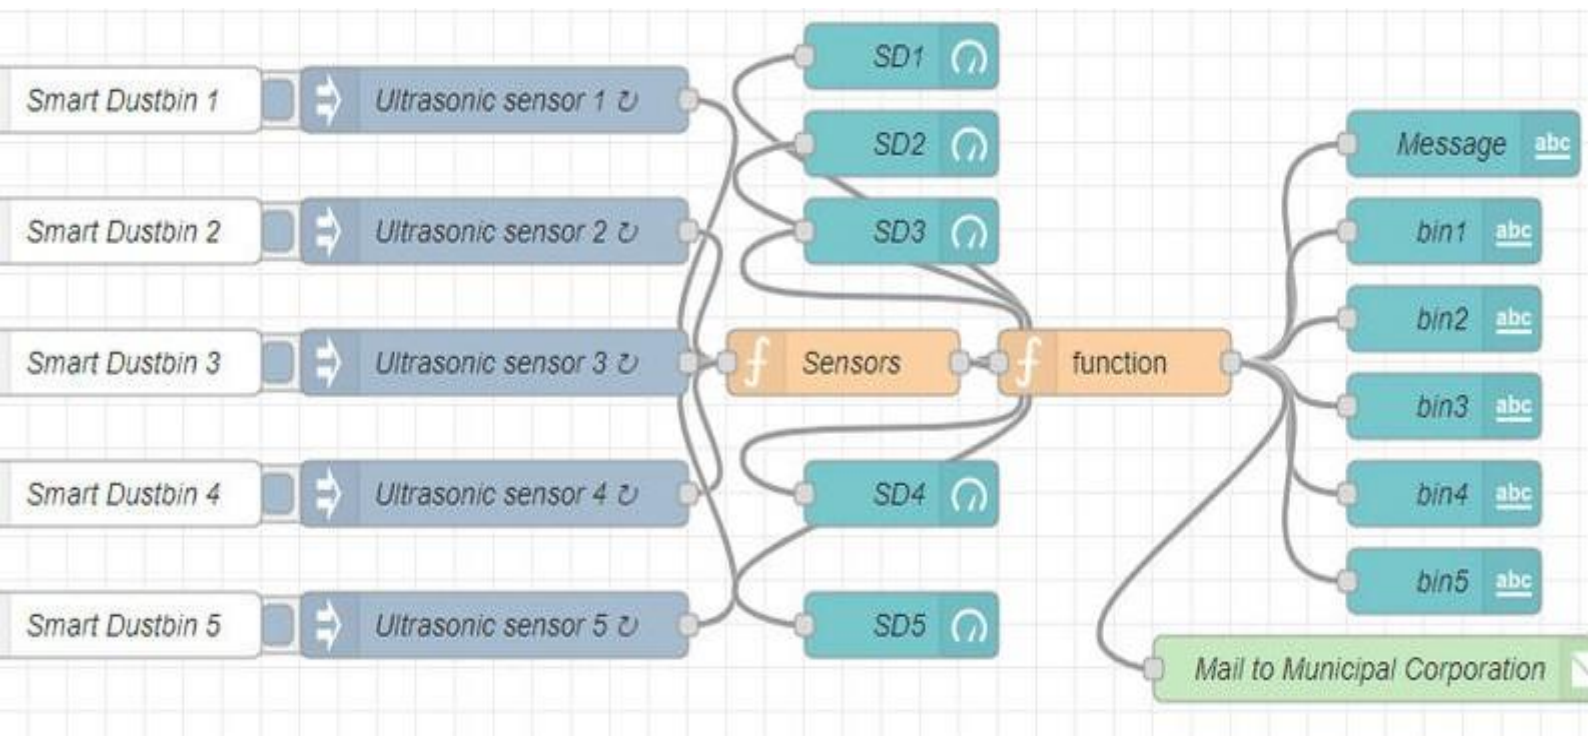 Smart Dustbin 1
Ultrasonic sensor 1 ↻
Smart Dustbin 2
Ultrasonic sensor 2 ↻
Smart Dustbin 3
Ultrasonic sensor 3 ↻
Smart Dustbin 4
Ultrasonic sensor 4 ↻
Smart Dustbin 5
Ultrasonic sensor 5 ↻
SD1
SD2
SD3
f Sensors
f function
SD4
SD5
Message abc
bin1 abc
bin2 abc
bin3 abc
bin4 abc
bin5 abc
Mail to Municipal Corporation